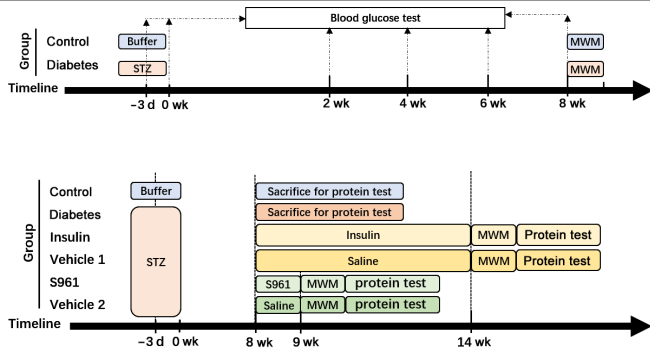 Blood glucose test
Group
Control Buffer MWM
Diabetes STZ MWM
Timeline
−3 d 0 wk 2 wk 4 wk 6 wk 8 wk
Group
Control Buffer Sacrifice for protein test
Diabetes Sacrifice for protein test
Insulin Insulin MWM Protein test
Vehicle 1 STZ Saline MWM Protein test
S961 S961 MWM protein test
Vehicle 2 Saline MWM protein test
Timeline
−3 d 0 wk 8 wk 9 wk 14 wk